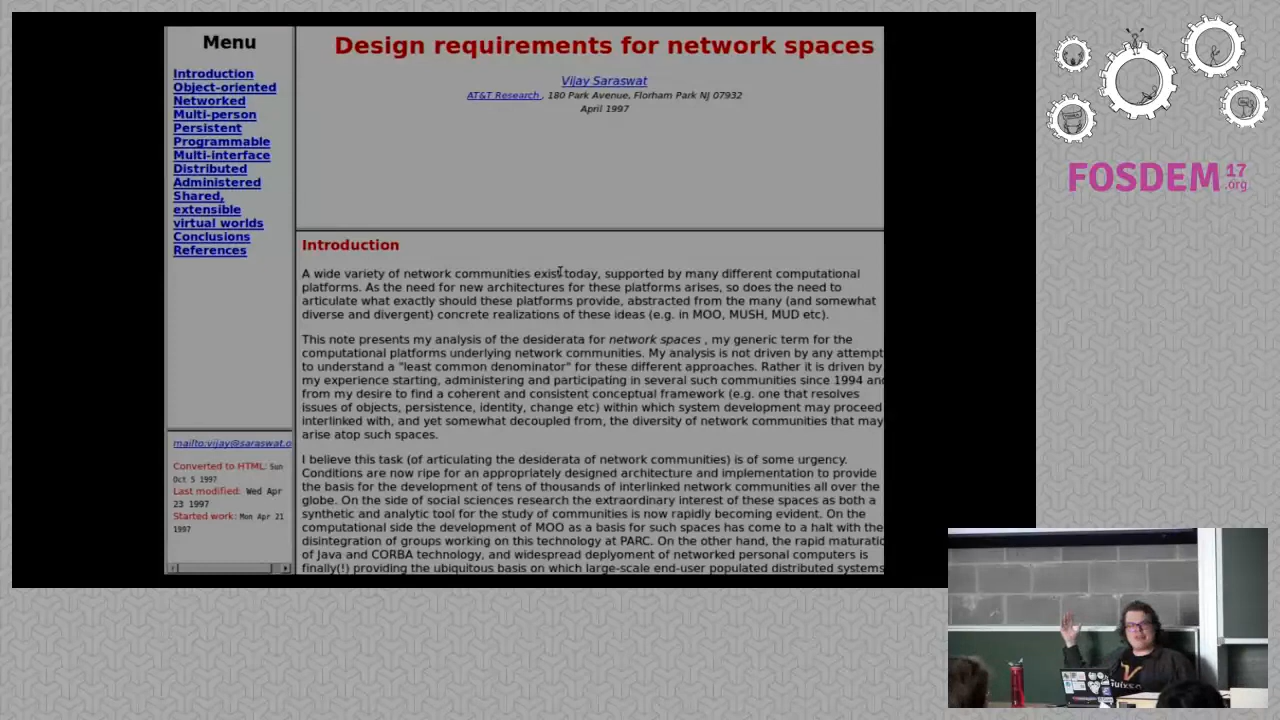 Menu
Introduction
Object-oriented
Networked
Multi-person
Persistent
Programmable
Multi-interface
Distributed
Administered
Shared,
extensible
virtual worlds
Conclusions
References
mailto:vijay@saraswat.o
Converted to HTML: Sun
Oct 5 1997
Last modified: Wed Apr
23 1997
Started work: Mon Apr 21
1997
Design requirements for network spaces
Vijay Saraswat
AT&T Research , 180 Park Avenue, Florham Park NJ 07932
April 1997
Introduction
A wide variety of network communities exist today, supported by many different computational
platforms. As the need for new architectures for these platforms arises, so does the need to
articulate what exactly should these platforms provide, abstracted from the many (and somewhat
diverse and divergent) concrete realizations of these ideas (e.g. in MOO, MUSH, MUD etc).
This note presents my analysis of the desiderata for network spaces , my generic term for the
computational platforms underlying network communities. My analysis is not driven by any attempt
to understand a "least common denominator" for these different approaches. Rather it is driven by
my experience starting, administering and participating in several such communities since 1994 and
from my desire to find a coherent and consistent conceptual framework (e.g. one that resolves
issues of objects, persistence, identity, change etc) within which system development may proceed
interlinked with, and yet somewhat decoupled from, the diversity of network communities that may
arise atop such spaces.
I believe this task (of articulating the desiderata of network communities) is of some urgency.
Conditions are now ripe for an appropriately designed architecture and implementation to provide
the basis for the development of tens of thousands of interlinked network communities all over the
globe. On the side of social sciences research the extraordinary interest of these spaces as both a
synthetic and analytic tool for the study of communities is now rapidly becoming evident. On the
computational side the development of MOO as a basis for such spaces has come to a halt with the
disintegration of groups working on this technology at PARC. On the other hand, the rapid maturatio
of Java and CORBA technology, and widespread deplyoment of networked personal computers is
finally(!) providing the ubiquitous basis on which large-scale end-user populated distributed systems
FOSDEM 17
.org